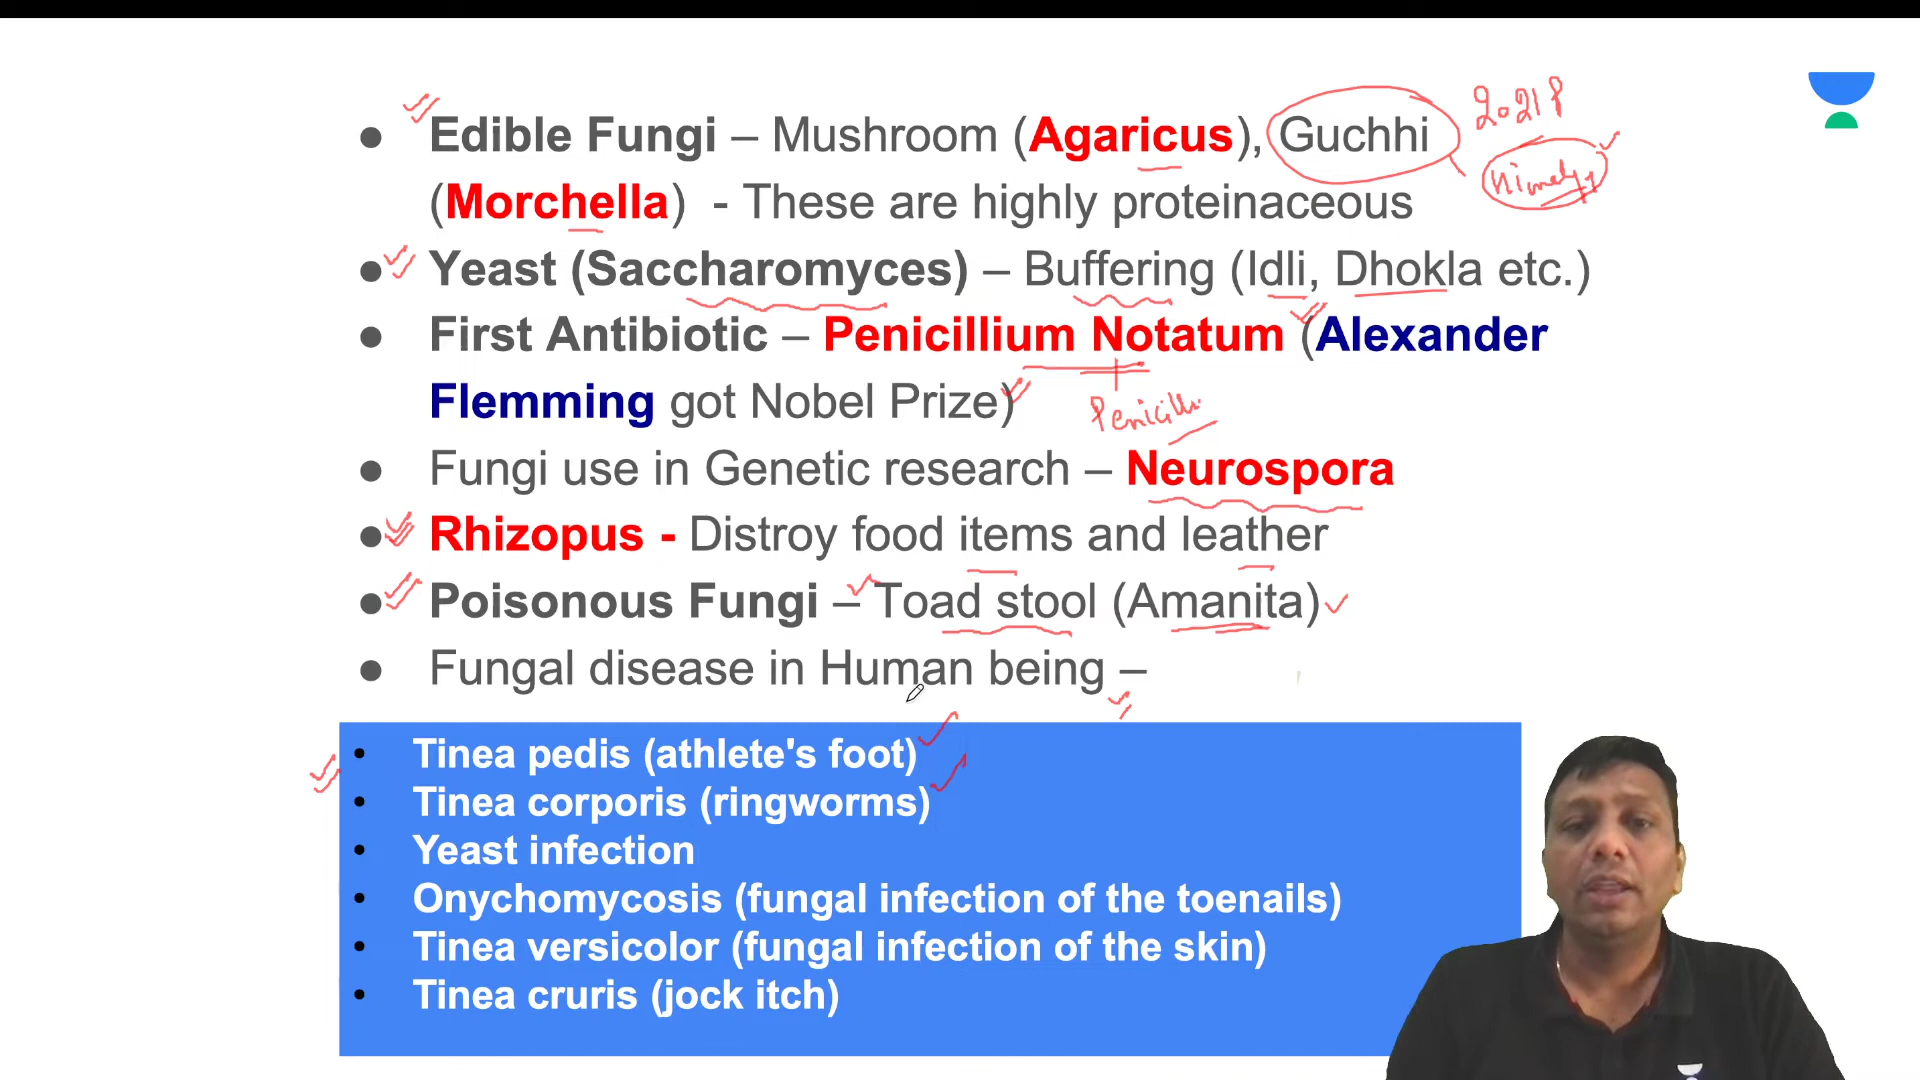 ● Edible Fungi – Mushroom (Agaricus), Guchhi
(Morchella) - These are highly proteinaceous
● Yeast (Saccharomyces) – Buffering (Idli, Dhokla etc.)
● First Antibiotic – Penicillium Notatum (Alexander
Flemming got Nobel Prize)
● Fungi use in Genetic research – Neurospora
● Rhizopus - Distroy food items and leather
● Poisonous Fungi – Toad stool (Amanita)
● Fungal disease in Human being –
• Tinea pedis (athlete's foot)
• Tinea corporis (ringworms)
• Yeast infection
• Onychomycosis (fungal infection of the toenails)
• Tinea versicolor (fungal infection of the skin)
• Tinea cruris (jock itch)